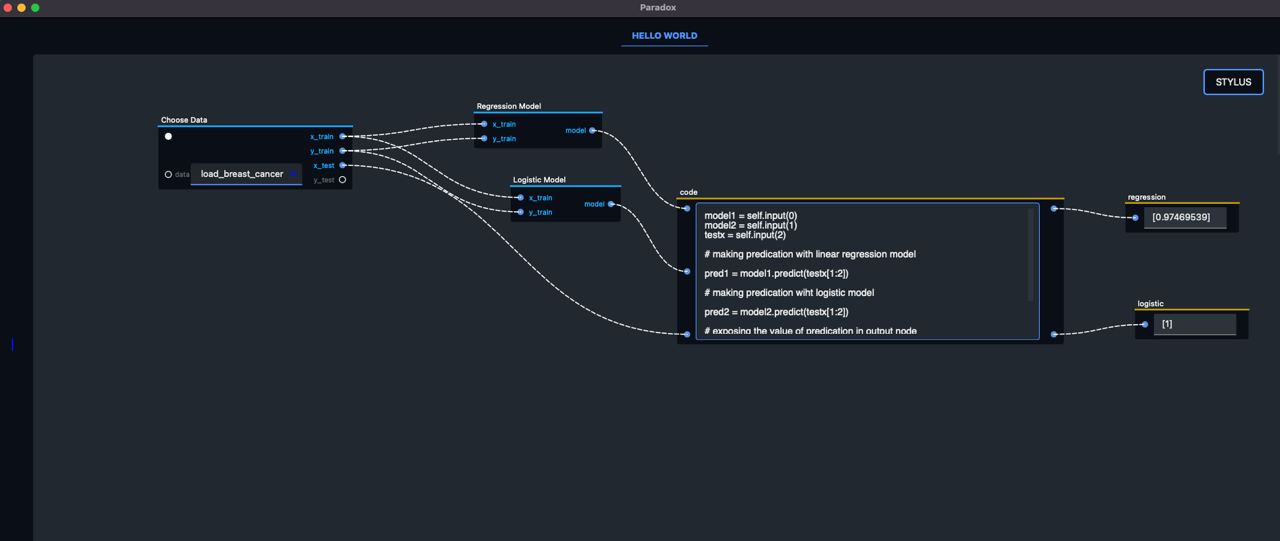 Paradox
HELLO WORLD
STYLUS
Choose Data
x_train
y_train
x_test
data
load_breast_cancer
y_test
Regression Model
x_train
model
y_train
Logistic Model
x_train
model
y_train
code
model1 = self.input(0)
model2 = self.input(1)
testx = self.input(2)
# making predication with linear regression model
pred1 = model1.predict(testx[1:2])
# making predication wiht logistic model
pred2 = model2.predict(testx[1:2])
# exposing the value of predication in output node
regression
[0.97469539]
logistic
[1]